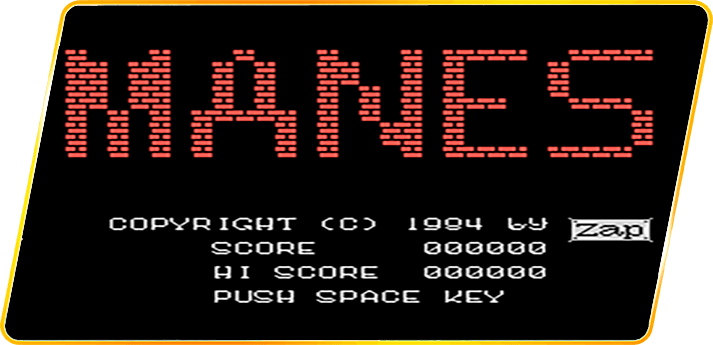 MANES
COPYRIGHT (C) 1984 by Zap
SCORE 000000
HI SCORE 000000
PUSH SPACE KEY